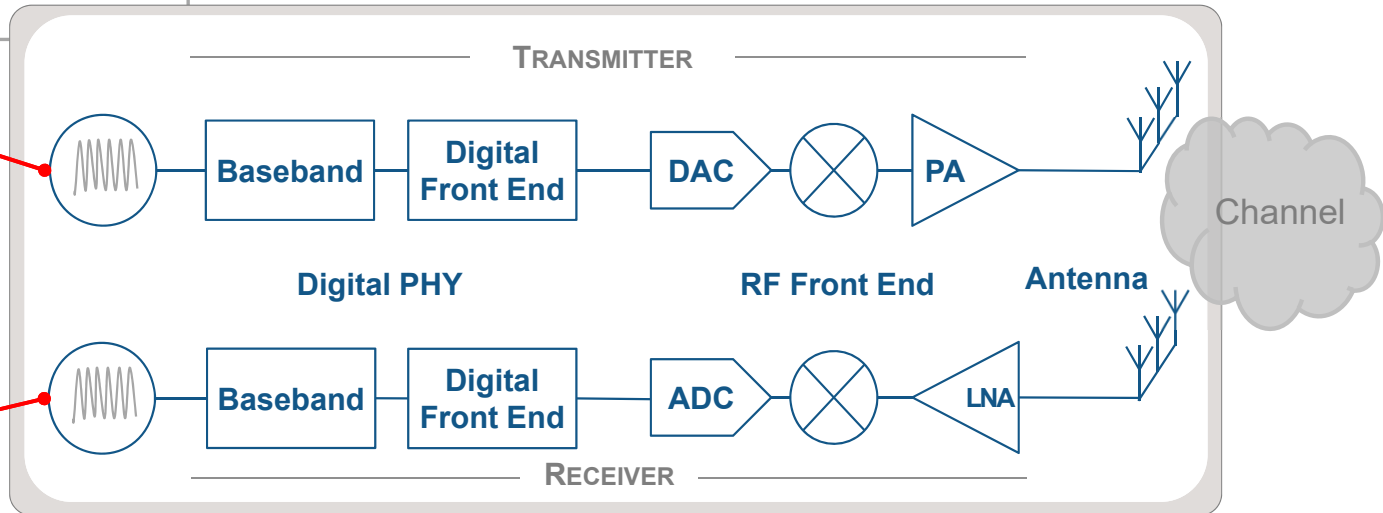 TRANSMITTER
Baseband
Digital
Front End
DAC
PA
Channel
Digital PHY
RF Front End
Antenna
Baseband
Digital
Front End
ADC
LNA
RECEIVER